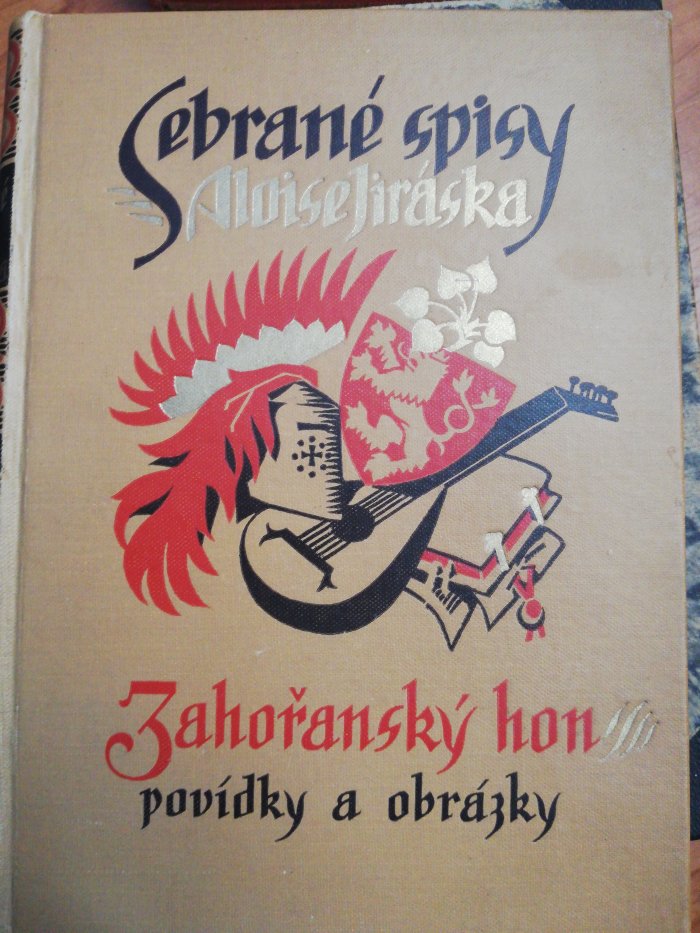 Sebrané spisy
Aloise Jiráska
Zahořanský hon
povídky a obrázky